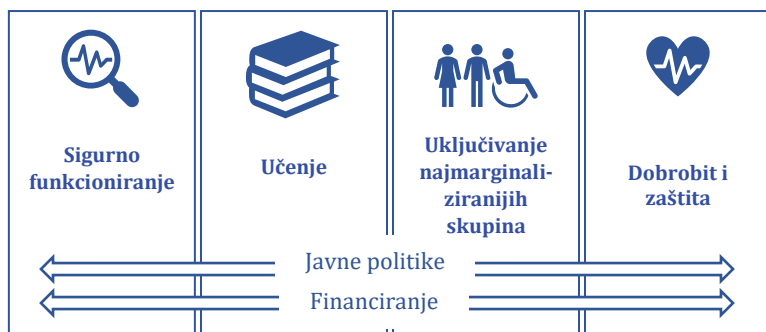 Sigurno
funkcioniranje
Učenje
Uključivanje
najmarginali-
ziranijih
skupina
Dobrobit i
zaštita
Javne politike
Financiranje